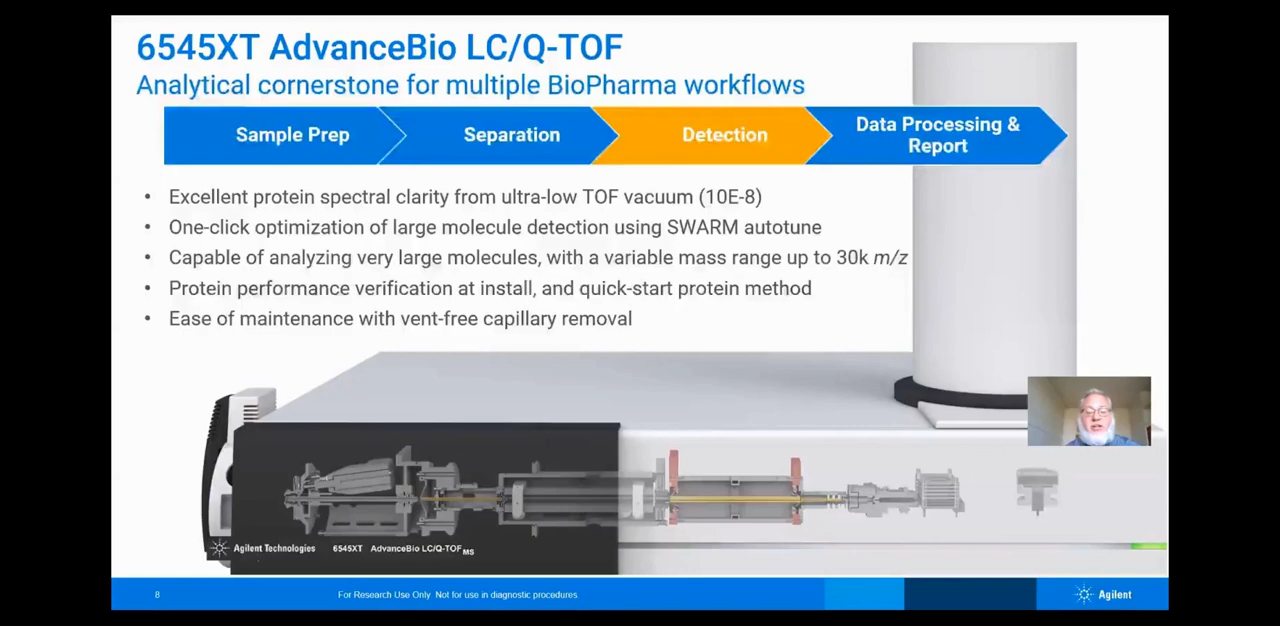 6545XT AdvanceBio LC/Q-TOF
Analytical cornerstone for multiple BioPharma workflows
Sample Prep
Separation
Detection
Data Processing &
Report
• Excellent protein spectral clarity from ultra-low TOF vacuum (10E-8)
• One-click optimization of large molecule detection using SWARM autotune
• Capable of analyzing very large molecules, with a variable mass range up to 30k m/z
• Protein performance verification at install, and quick-start protein method
• Ease of maintenance with vent-free capillary removal
Agilent Technologies 6545XT AdvanceBio LC/Q-TOF MS
8
For Research Use Only Not for use in diagnostic procedures.
Agilent